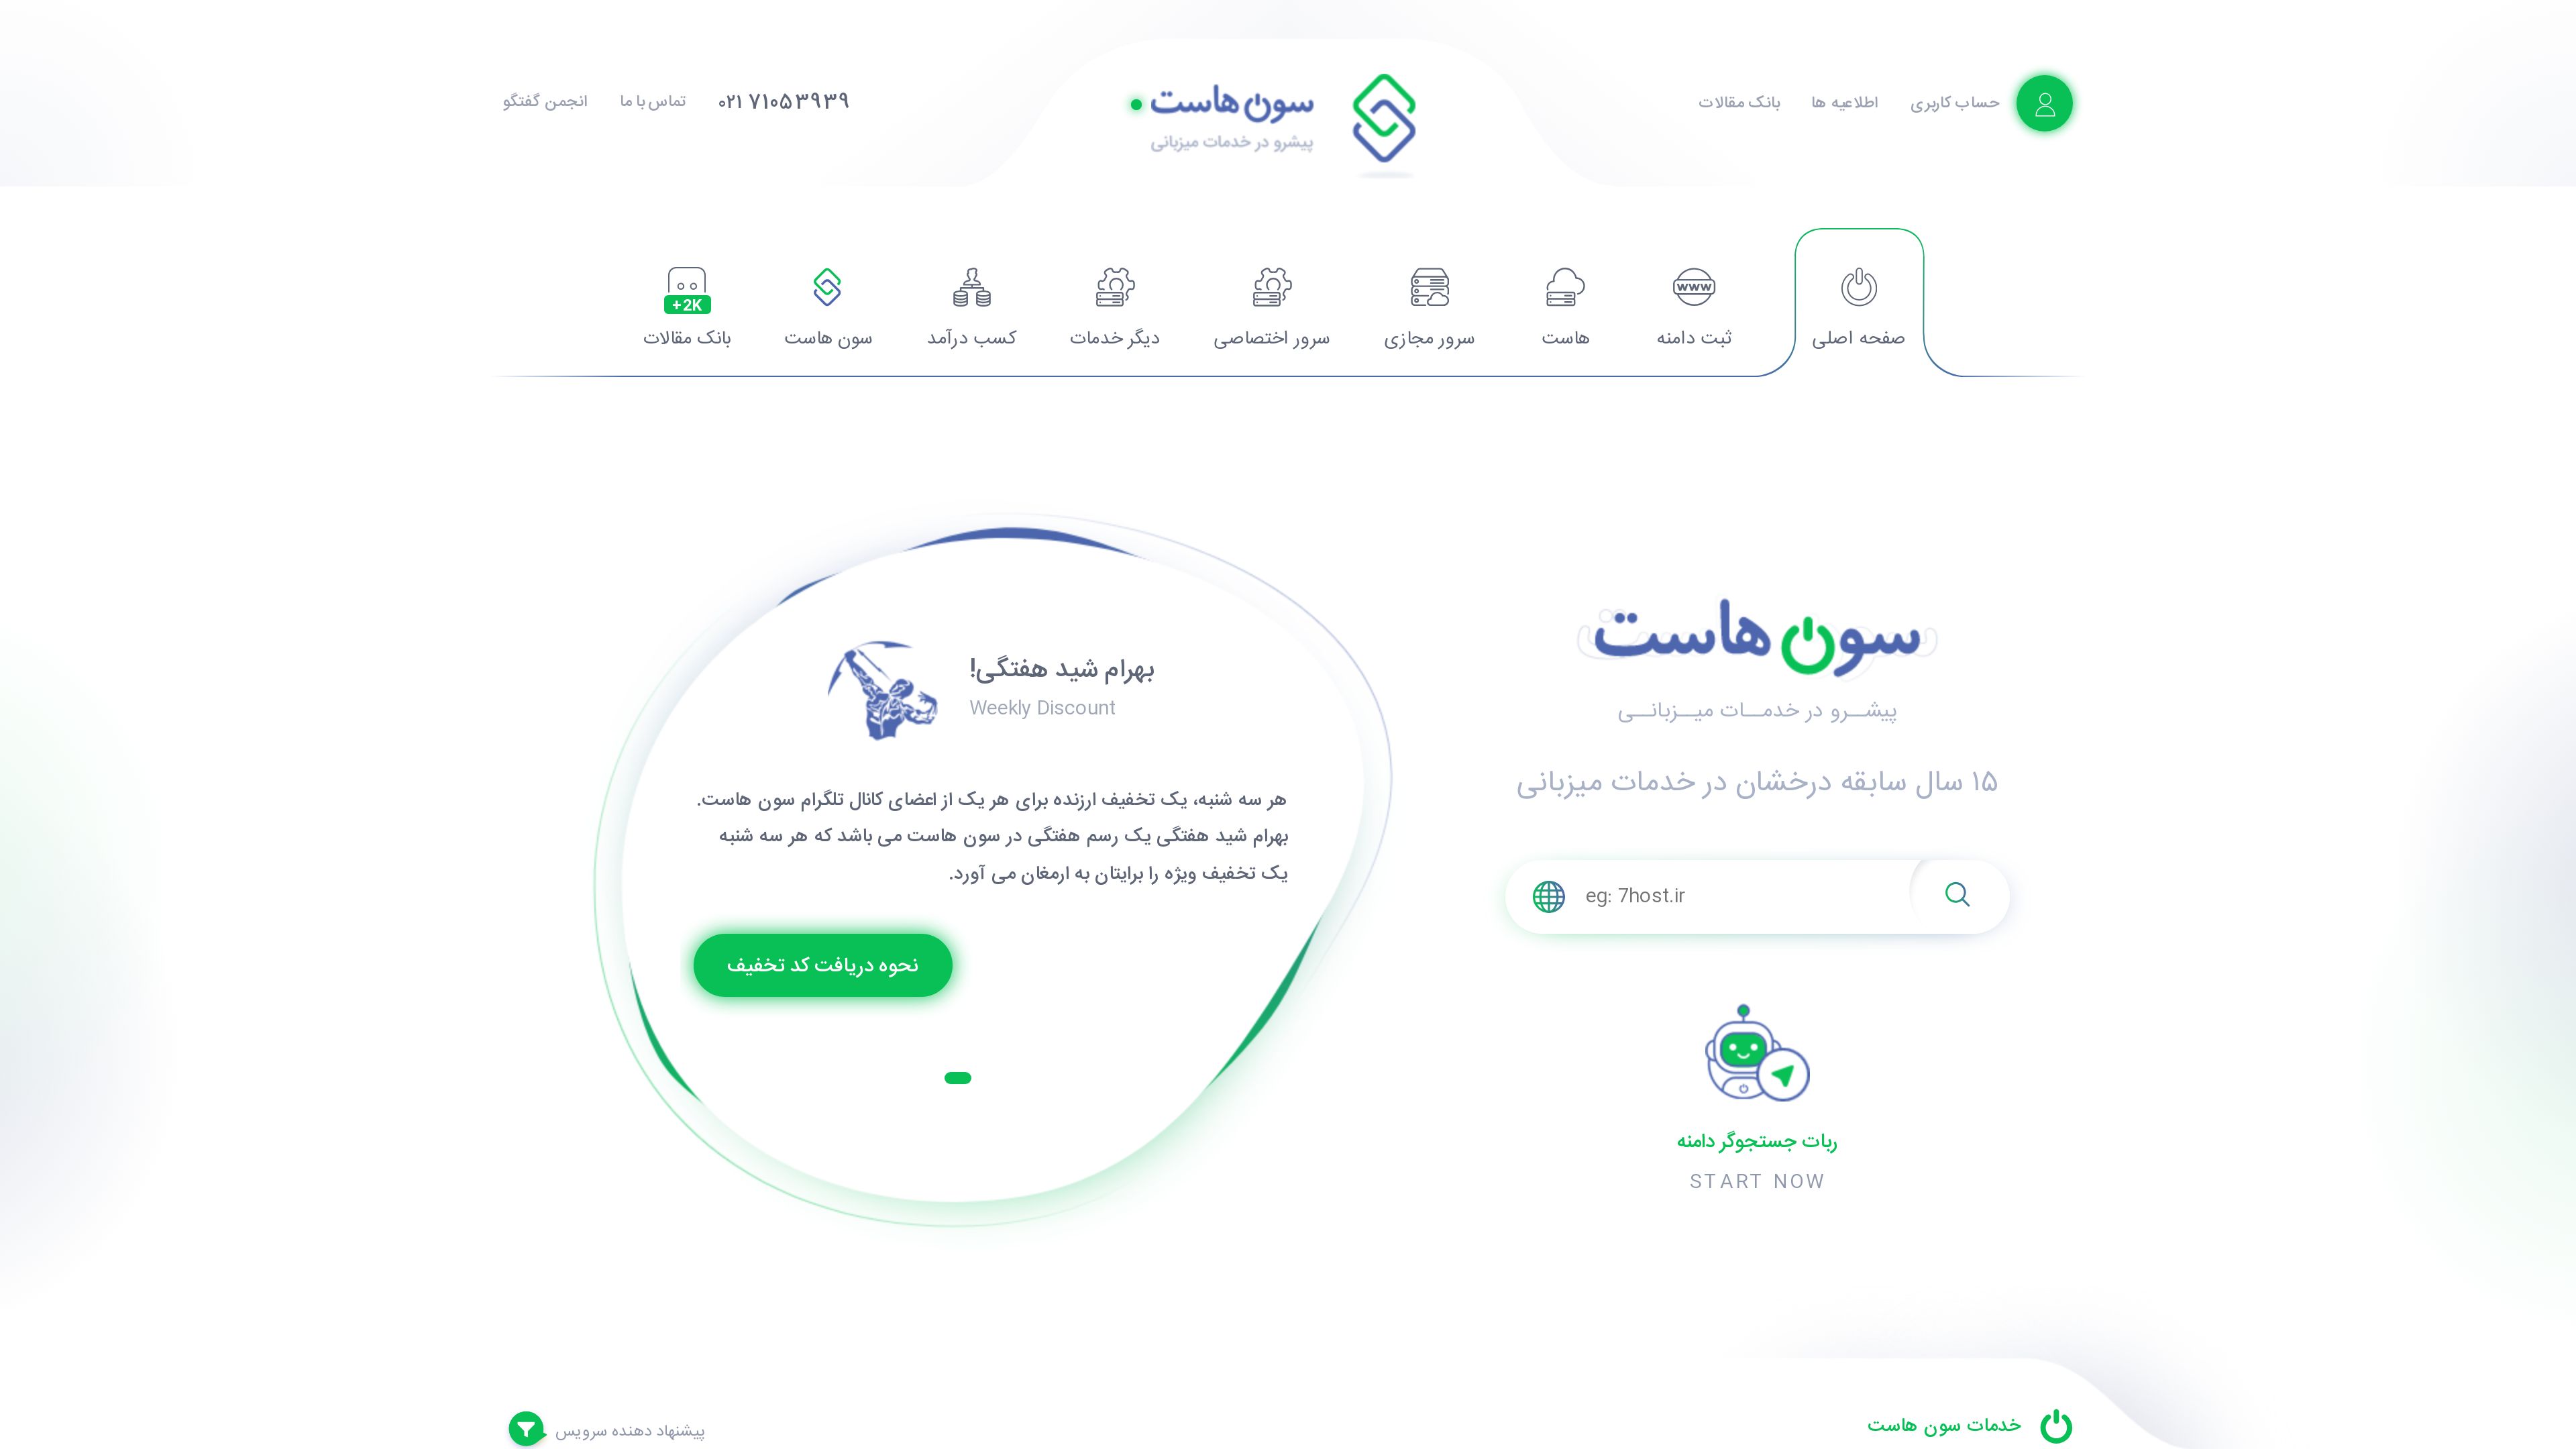 حساب کاربری
اطلاعیه ها
بانک مقالات
سون هاست
پیشرو در خدمات میزبانی
۰۲۱ ۷۱۰۵۳۹۳۹
تماس با ما
انجمن گفتگو
صفحه اصلی
ثبت دامنه
www
هاست
سرور مجازی
سرور اختصاصی
دیگر خدمات
کسب درآمد
سون هاست
بانک مقالات
+2K
سون هاست
پیشــرو در خدمــات میــزبانــی
۱۵ سال سابقه درخشان در خدمات میزبانی
eg: 7host.ir
ربات جستجوگر دامنه
START NOW
بهرام شید هفتگی!
Weekly Discount
هر سه شنبه، یک تخفیف ارزنده برای هر یک از اعضای کانال تلگرام سون هاست.
بهرام شید هفتگی یک رسم هفتگی در سون هاست می باشد که هر سه شنبه
یک تخفیف ویژه را برایتان به ارمغان می آورد.
نحوه دریافت کد تخفیف
خدمات سون هاست
پیشنهاد دهنده سرویس